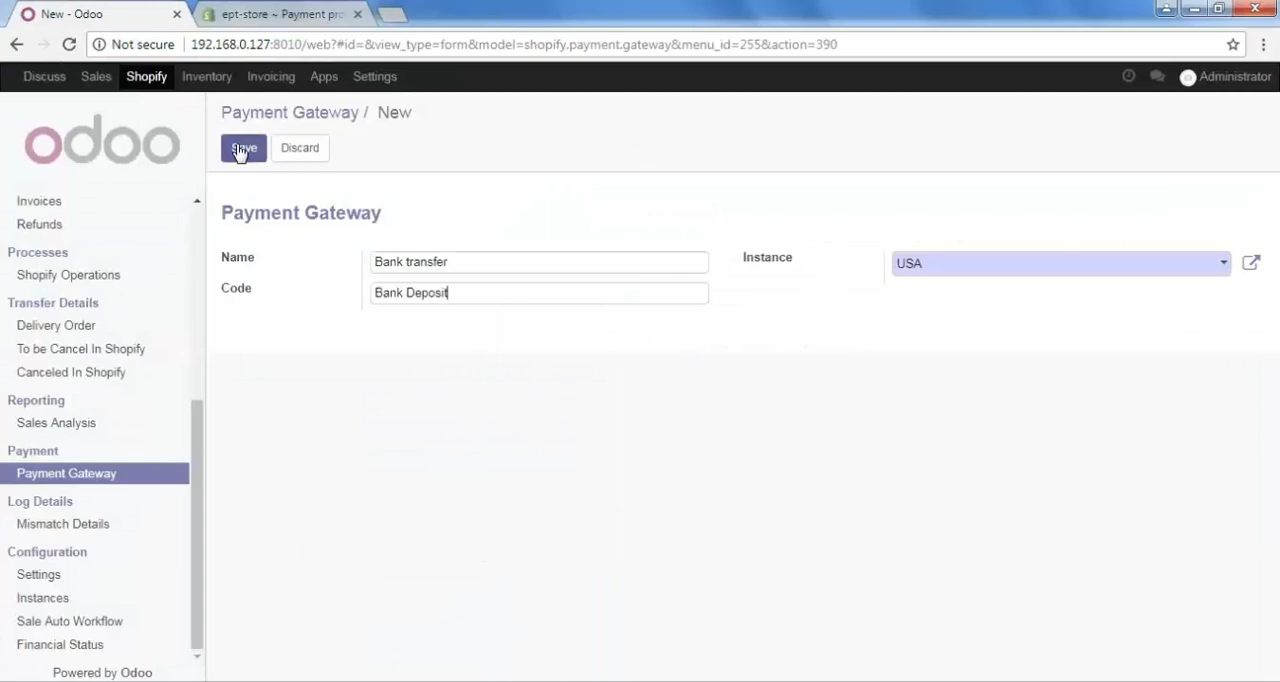 New - Odoo
ept-store ~ Payment pro
Not secure 192.168.0.127:8010/web?#id=&view_type=form&model=shopify.payment.gateway&menu_id=255&action=390
Discuss Sales Shopify Inventory Invoicing Apps Settings Administrator
odoo
Payment Gateway / New
Save Discard
Invoices
Refunds
Processes
Shopify Operations
Transfer Details
Delivery Order
To be Cancel In Shopify
Canceled In Shopify
Reporting
Sales Analysis
Payment
Payment Gateway
Log Details
Mismatch Details
Configuration
Settings
Instances
Sale Auto Workflow
Financial Status
Powered by Odoo
Payment Gateway
Name Bank transfer
Instance USA
Code Bank Deposit